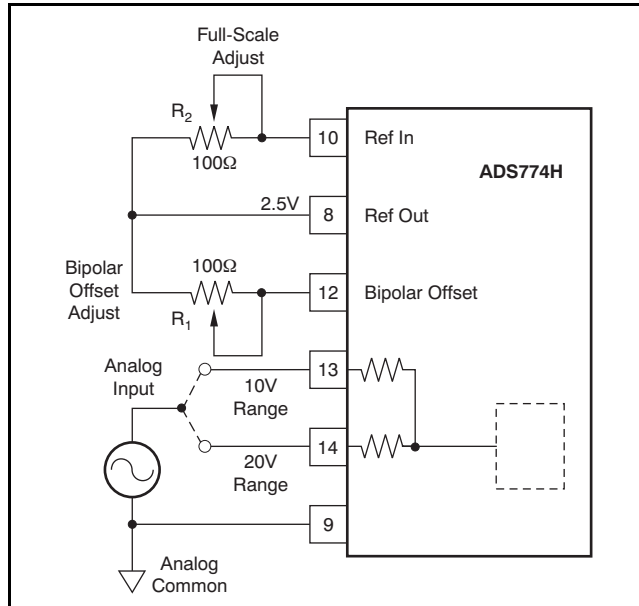 Full-Scale
Adjust
R2
100Ω
10
Ref In
ADS774H
2.5V
8
Ref Out
Bipolar
Offset
Adjust
100Ω
R1
12
Bipolar Offset
Analog
Input
10V
Range
13
20V
Range
14
9
Analog
Common